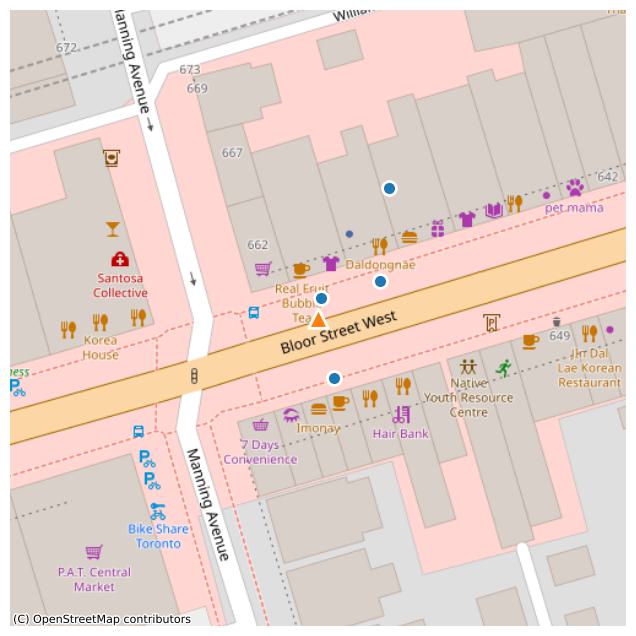 William
Manning Avenue
672
673
669
667
642
pet mama
662
Daldongnae
Santosa
Collective
Real Fruit
Bubble
Tea
Bloor Street West
Korea
House
649
Jin Dal
Lae Korean
Restaurant
ness
Native
Youth Resource
Centre
Imonay
Hair Bank
7 Days
Convenience
Manning Avenue
Bike Share
Toronto
P.A.T. Central
Market
(C) OpenStreetMap contributors